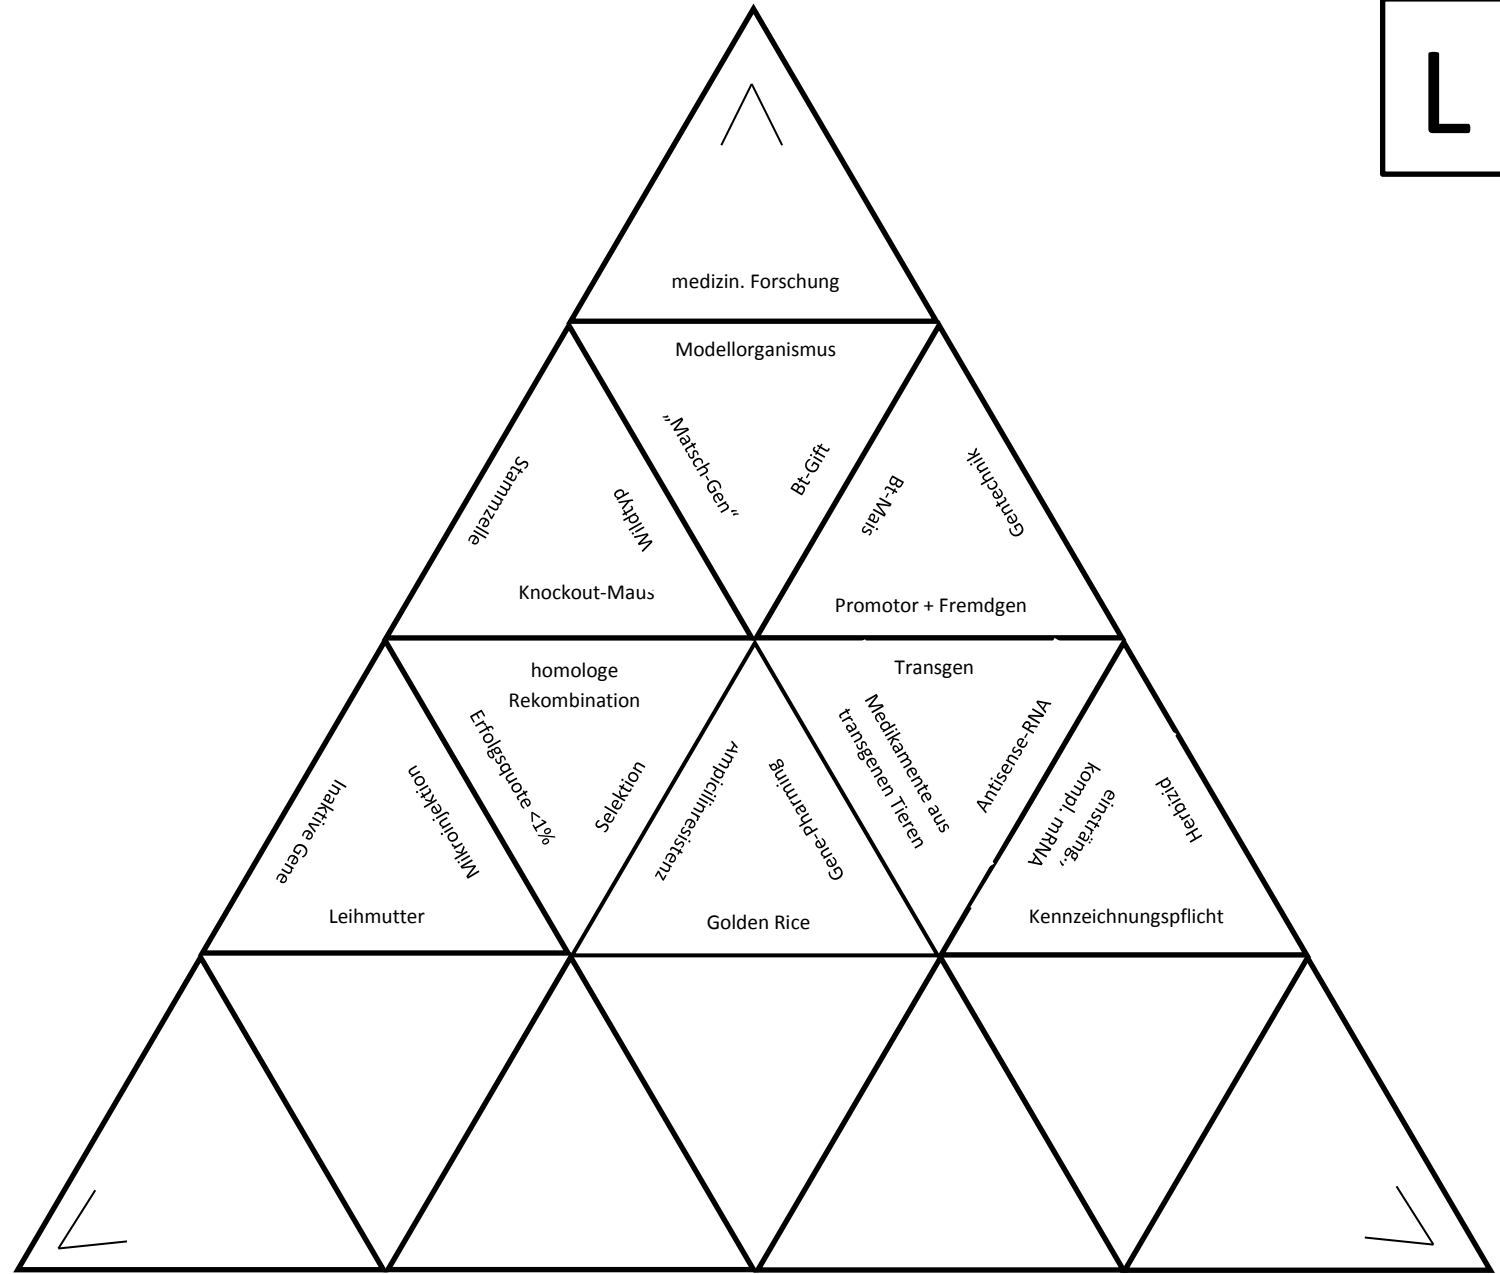 L
medizin. Forschung
Modellorganismus
„Matsch-Gen“
Bt-Gift
Stammzelle
Wildtyp
Knockout-Maus
Bt-Mais
Gentechnik
Promotor + Fremdgen
homologe
Rekombination
Erfolgsquote <1%
Selektion
Transgen
Medikamente aus
transgenen Tieren
Antisense-RNA
Inaktive Gene
Mikroinjektion
Leihmutter
Ampicilinresistenz
Gene-Pharming
Golden Rice
einsträng.,
kompl. mRNA
Herbizid
Kennzeichnungspflicht